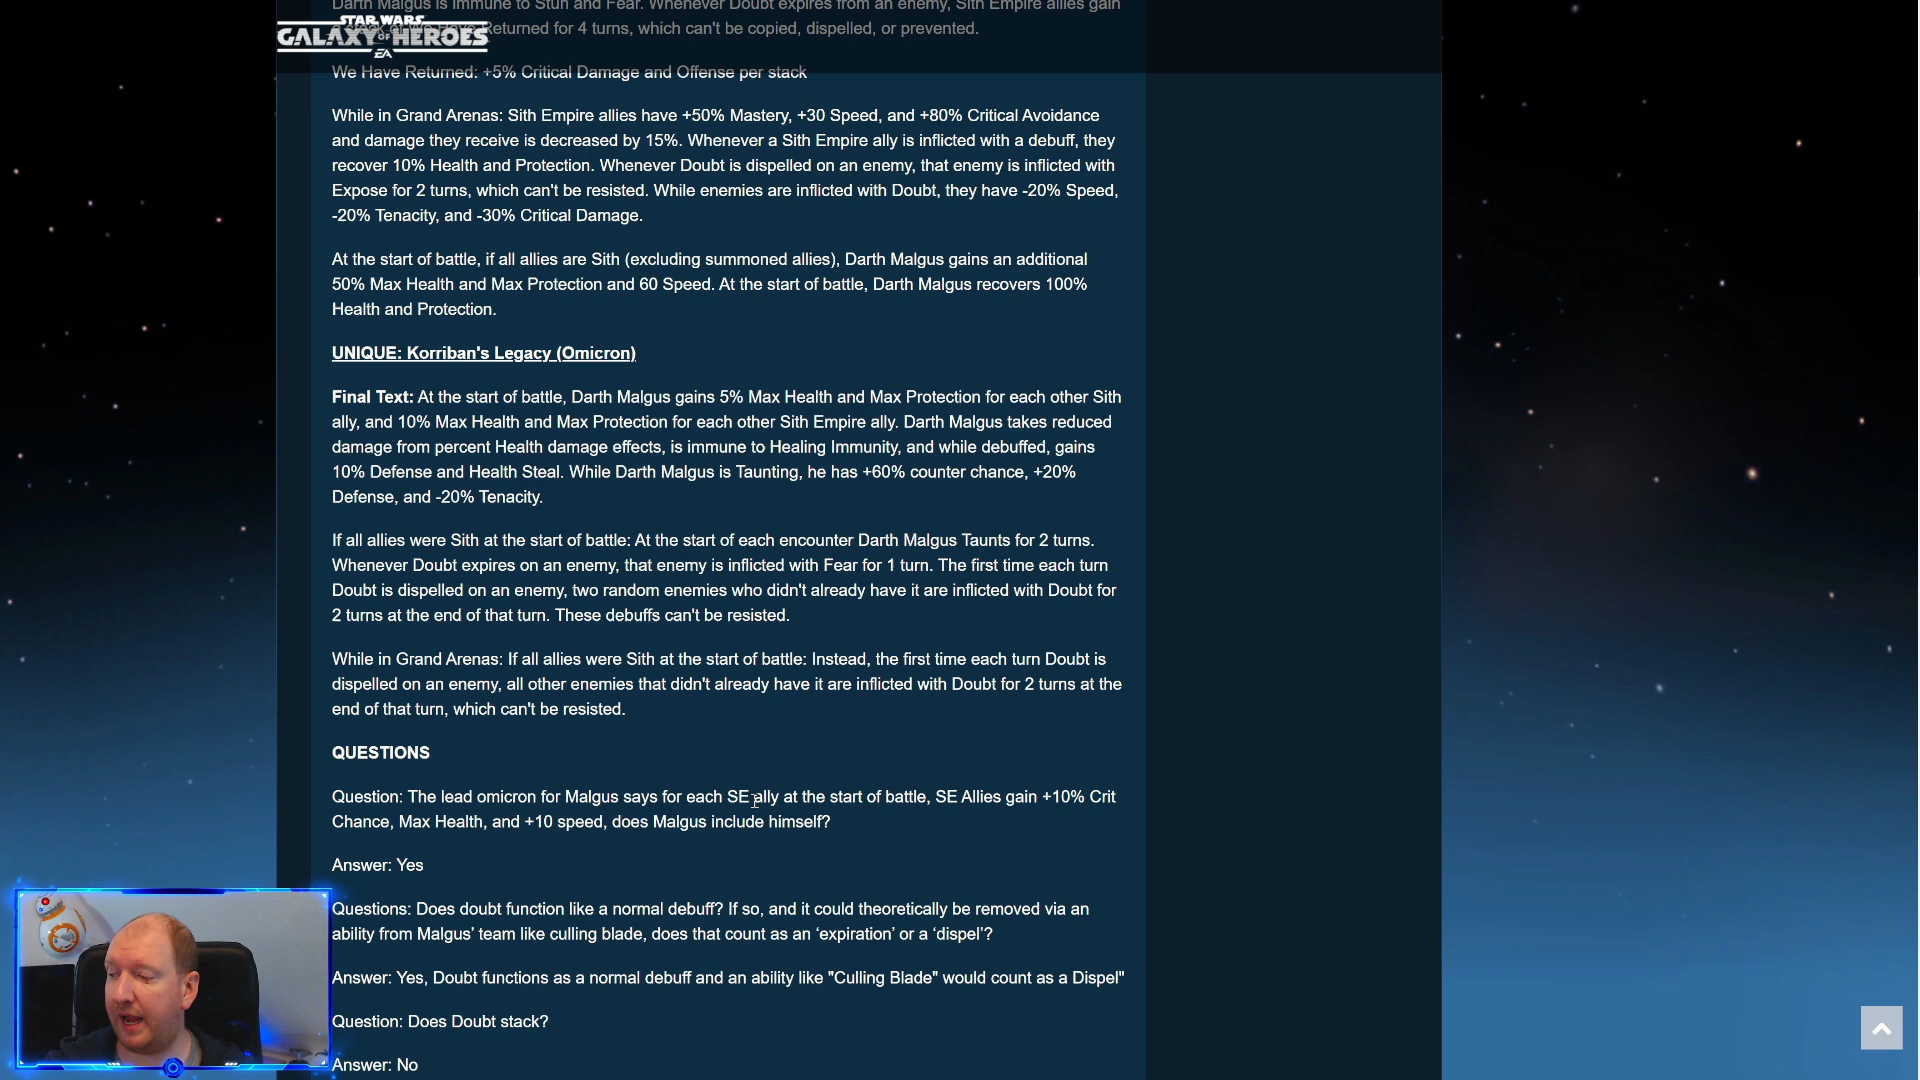 Darth Malgus is immune to Stun and Fear. Whenever Doubt expires from an enemy, Sith Empire allies gain
STAR WARS
GALAXY OF HEROES
EA
Returned for 4 turns, which can't be copied, dispelled, or prevented.
We Have Returned: +5% Critical Damage and Offense per stack
While in Grand Arenas: Sith Empire allies have +50% Mastery, +30 Speed, and +80% Critical Avoidance
and damage they receive is decreased by 15%. Whenever a Sith Empire ally is inflicted with a debuff, they
recover 10% Health and Protection. Whenever Doubt is dispelled on an enemy, that enemy is inflicted with
Expose for 2 turns, which can't be resisted. While enemies are inflicted with Doubt, they have -20% Speed,
-20% Tenacity, and -30% Critical Damage.
At the start of battle, if all allies are Sith (excluding summoned allies), Darth Malgus gains an additional
50% Max Health and Max Protection and 60 Speed. At the start of battle, Darth Malgus recovers 100%
Health and Protection.
UNIQUE: Korriban's Legacy (Omicron)
Final Text: At the start of battle, Darth Malgus gains 5% Max Health and Max Protection for each other Sith
ally, and 10% Max Health and Max Protection for each other Sith Empire ally. Darth Malgus takes reduced
damage from percent Health damage effects, is immune to Healing Immunity, and while debuffed, gains
10% Defense and Health Steal. While Darth Malgus is Taunting, he has +60% counter chance, +20%
Defense, and -20% Tenacity.
If all allies were Sith at the start of battle: At the start of each encounter Darth Malgus Taunts for 2 turns.
Whenever Doubt expires on an enemy, that enemy is inflicted with Fear for 1 turn. The first time each turn
Doubt is dispelled on an enemy, two random enemies who didn't already have it are inflicted with Doubt for
2 turns at the end of that turn. These debuffs can't be resisted.
While in Grand Arenas: If all allies were Sith at the start of battle: Instead, the first time each turn Doubt is
dispelled on an enemy, all other enemies that didn't already have it are inflicted with Doubt for 2 turns at the
end of that turn, which can't be resisted.
QUESTIONS
Question: The lead omicron for Malgus says for each SE ally at the start of battle, SE Allies gain +10% Crit
Chance, Max Health, and +10 speed, does Malgus include himself?
Answer: Yes
Questions: Does doubt function like a normal debuff? If so, and it could theoretically be removed via an
ability from Malgus’ team like culling blade, does that count as an ‘expiration’ or a ‘dispel’?
Answer: Yes, Doubt functions as a normal debuff and an ability like "Culling Blade" would count as a Dispel"
Question: Does Doubt stack?
Answer: No